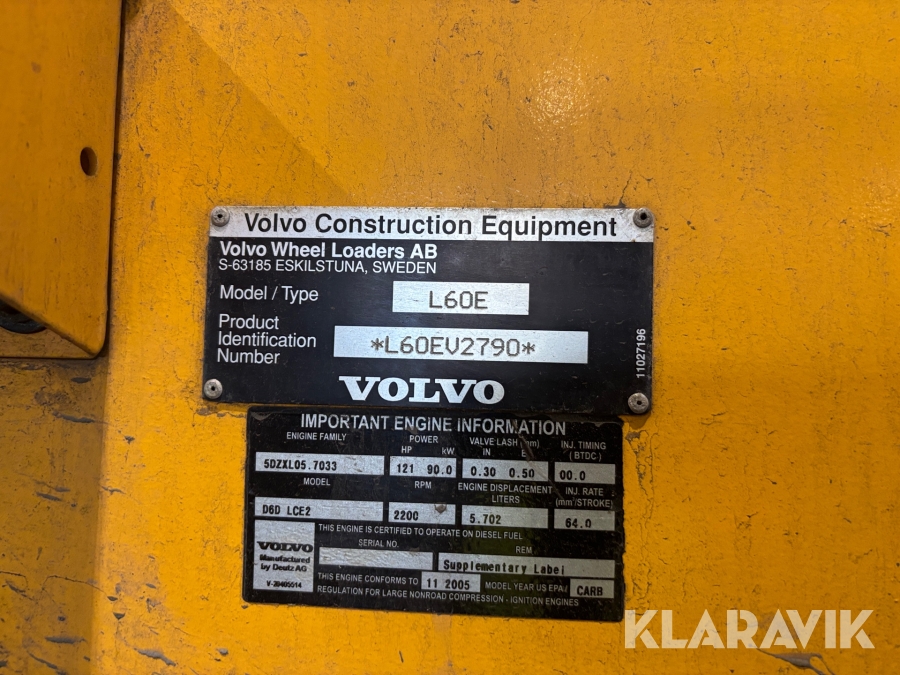 Volvo Construction Equipment
Volvo Wheel Loaders AB
S-63185 ESKILSTUNA, SWEDEN
Model / Type L60E
Product Identification Number *L60EV2790*
11027196
VOLVO
IMPORTANT ENGINE INFORMATION
ENGINE FAMILY POWER VALVE LASH (mm) INJ. TIMING
HP kW IN (BTDC)
5DZXL05.7033 121 90.0 0.30 0.50 00.0
MODEL RPM ENGINE DISPLACEMENT LITERS INJ. RATE (mm³/STROKE)
D6D LCE2 2200 5.702 64.0
THIS ENGINE IS CERTIFIED TO OPERATE ON DIESEL FUEL
SERIAL NO. REM
Supplementary Label
VOLVO
Manufactured
by Deutz AG
V-20405514
THIS ENGINE CONFORMS TO 11 2005 MODEL YEAR US EPA/ CARB
REGULATION FOR LARGE NONROAD COMPRESSION - IGNITION ENGINES
KLARAVIK